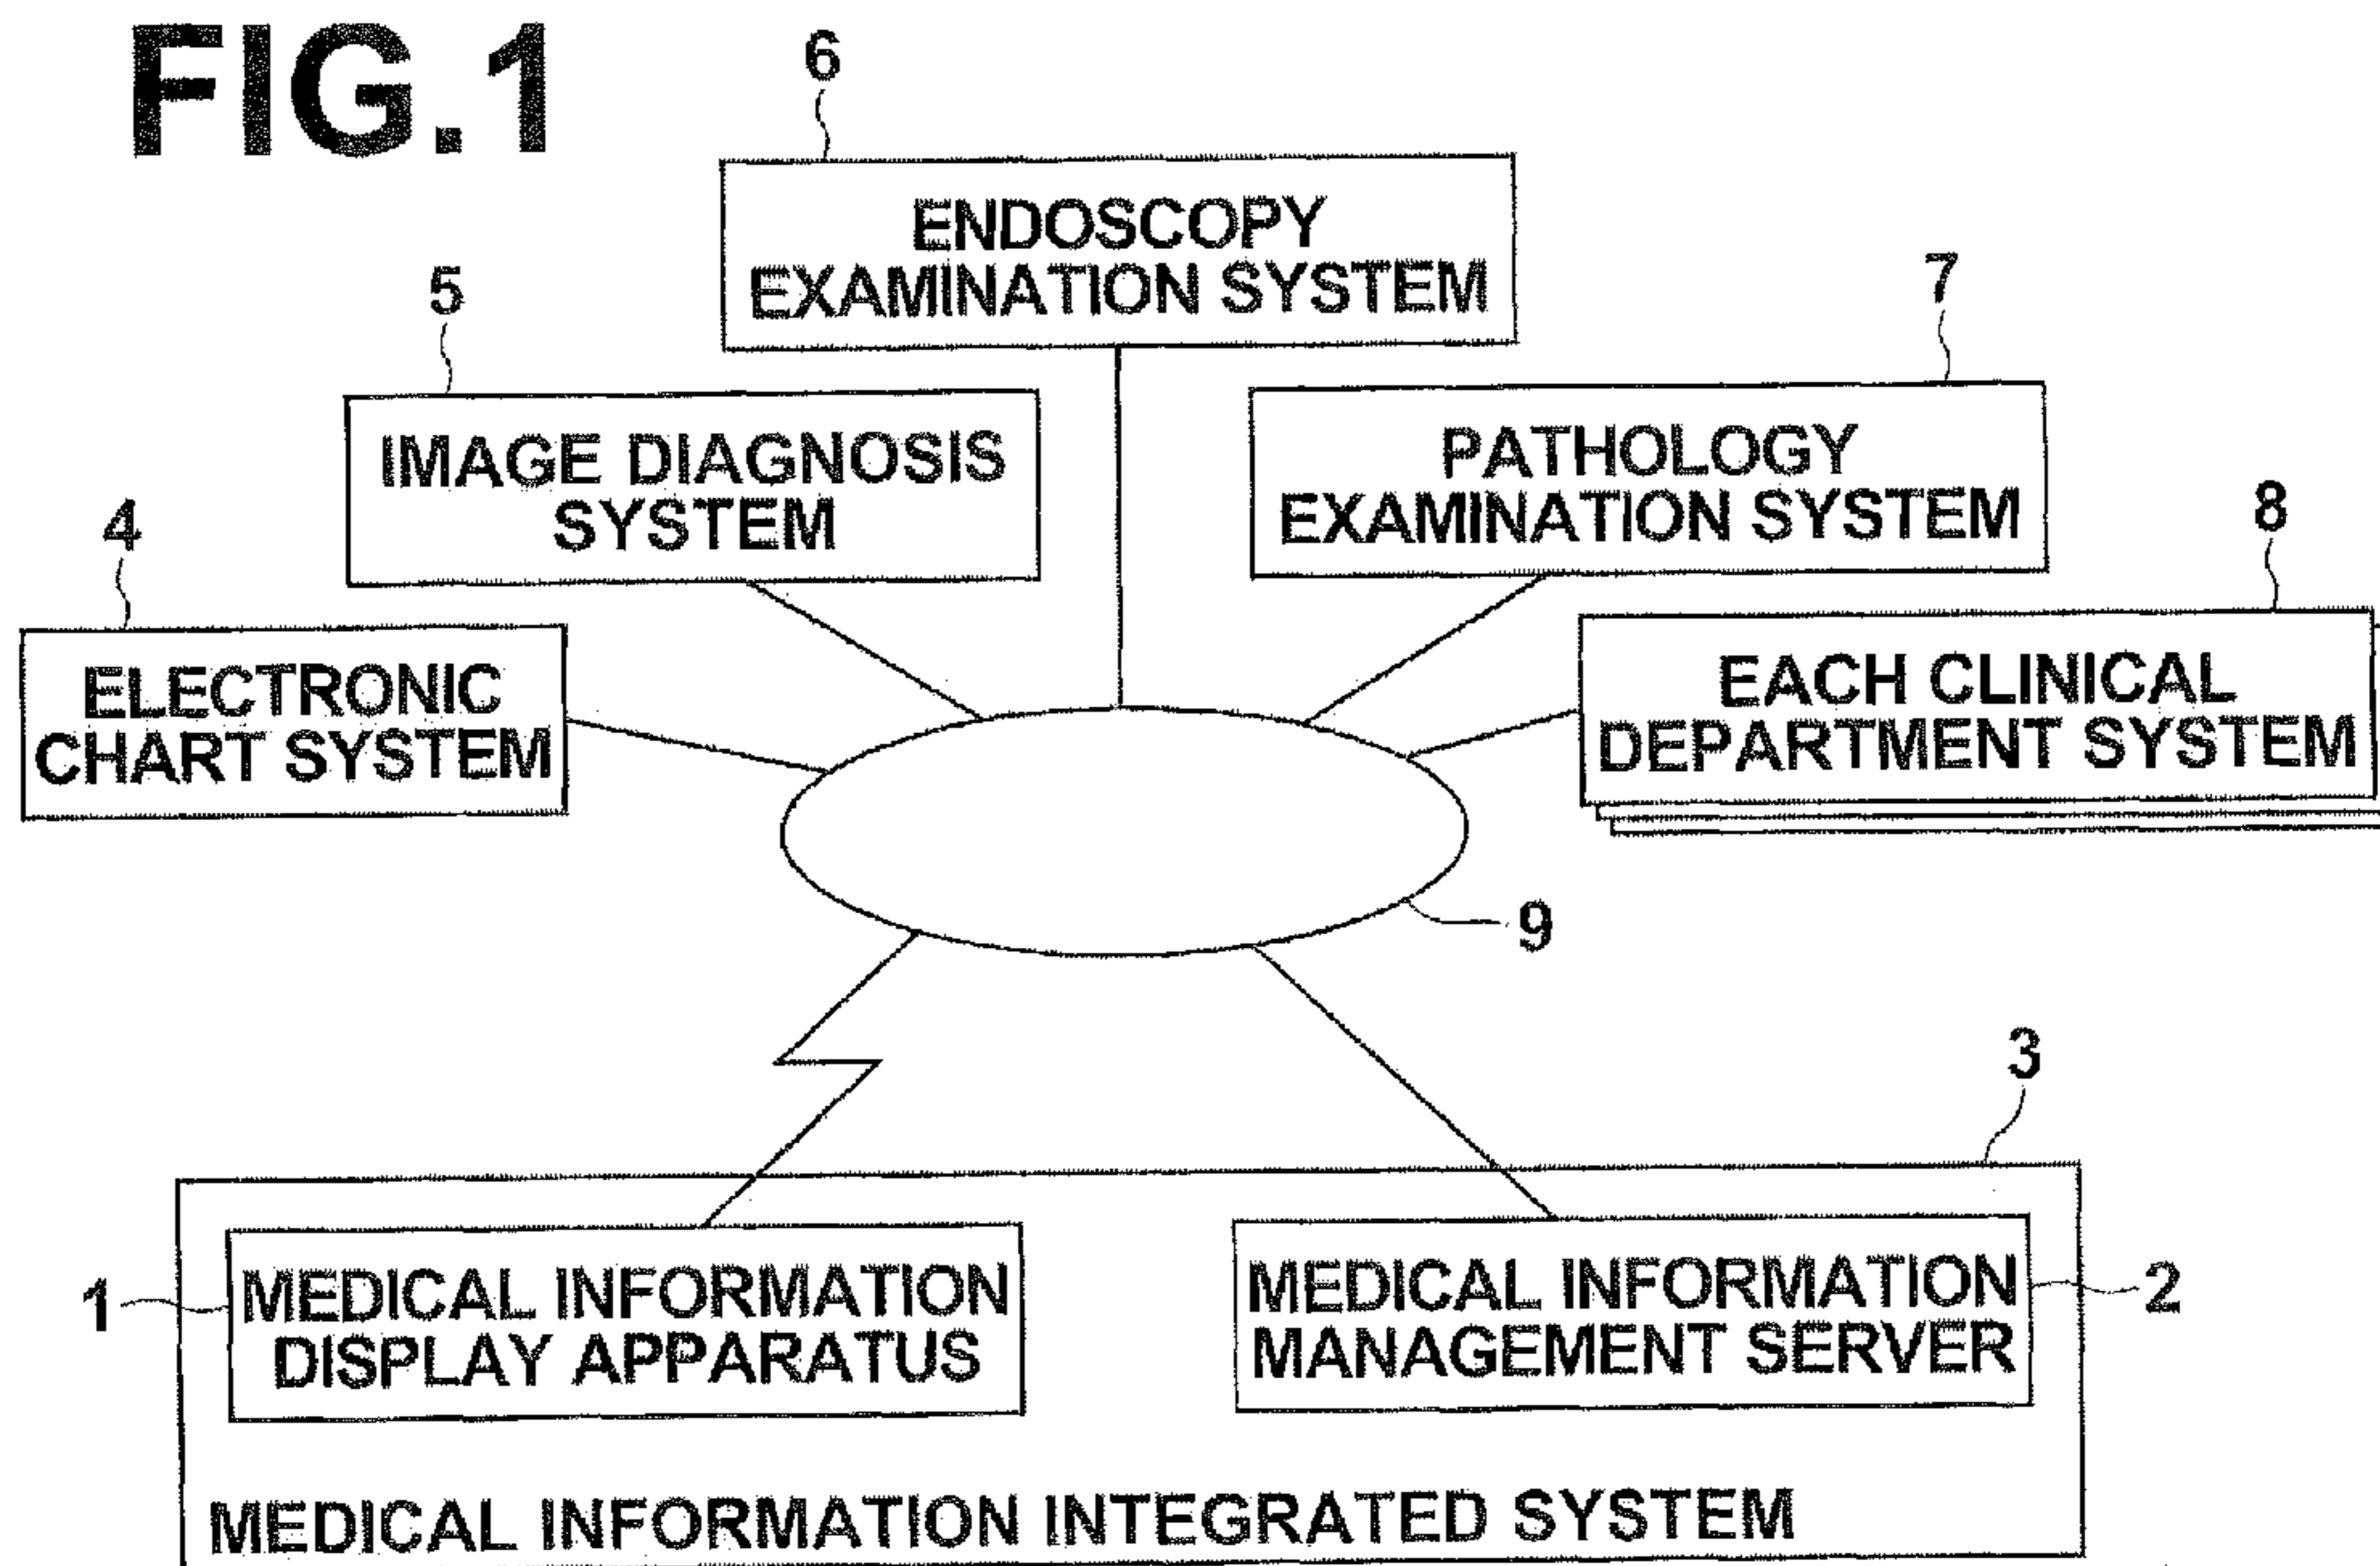 FIG.1
6
ENDOSCOPY
EXAMINATION SYSTEM
5
IMAGE DIAGNOSIS
SYSTEM
7
PATHOLOGY
EXAMINATION SYSTEM
4
ELECTRONIC
CHART SYSTEM
8
EACH CLINICAL
DEPARTMENT SYSTEM
9
3
1
MEDICAL INFORMATION
DISPLAY APPARATUS
MEDICAL INFORMATION
MANAGEMENT SERVER
2
MEDICAL INFORMATION INTEGRATED SYSTEM